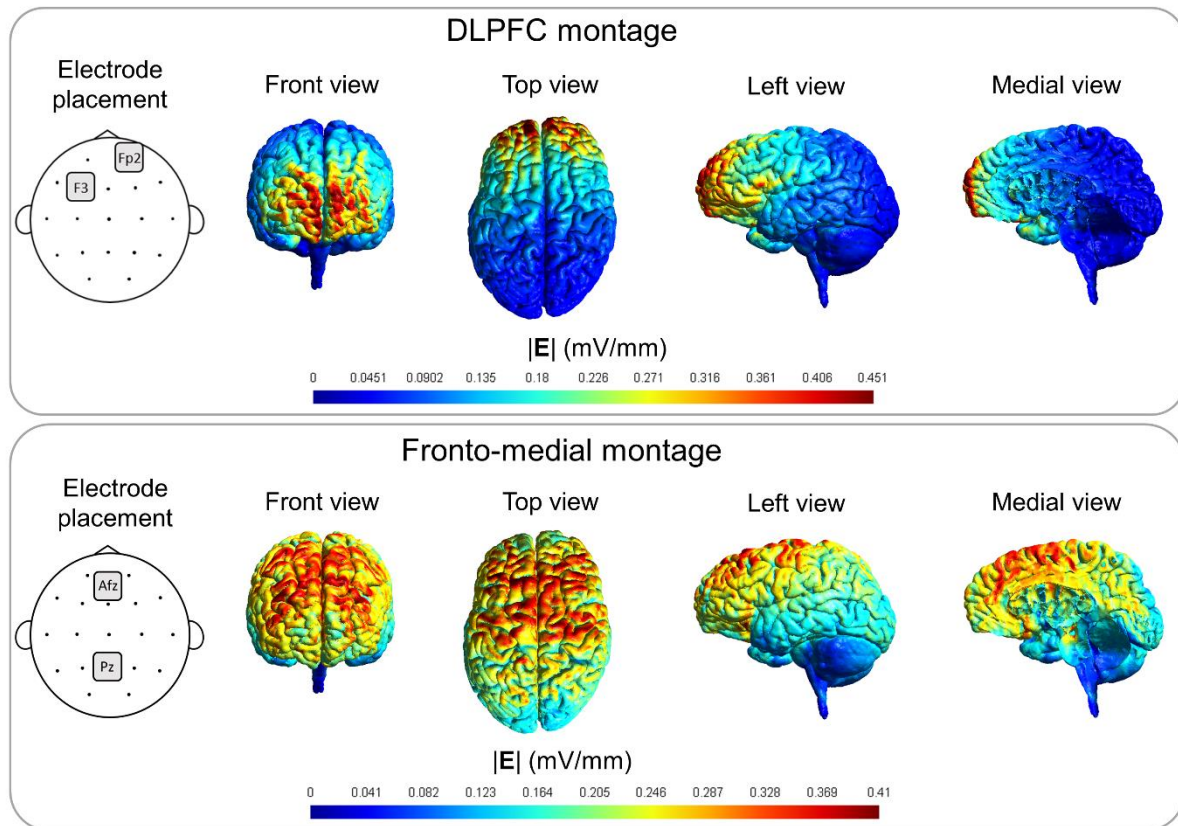 DLPFC montage
Electrode
placement
Front view
Top view
Left view
Medial view
Fp2
F3
|E| (mV/mm)
0 0.0451 0.0902 0.135 0.18 0.226 0.271 0.316 0.361 0.406 0.451
Fronto-medial montage
Electrode
placement
Front view
Top view
Left view
Medial view
Afz
Pz
|E| (mV/mm)
0 0.041 0.082 0.123 0.164 0.205 0.246 0.287 0.328 0.369 0.41